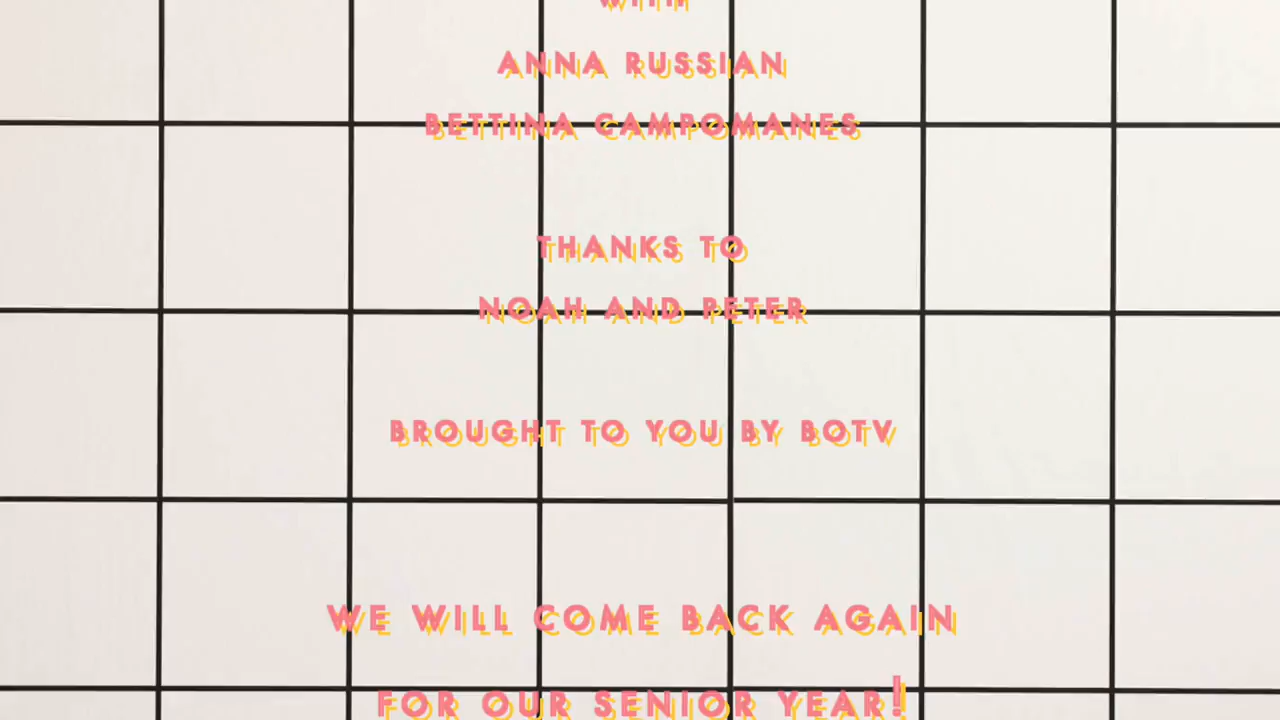 WITH
ANNA RUSSIAN
BETTINA CAMPOMANES
THANKS TO
NOAH AND PETER
BROUGHT TO YOU BY BOTV
WE WILL COME BACK AGAIN
FOR OUR SENIOR YEAR!